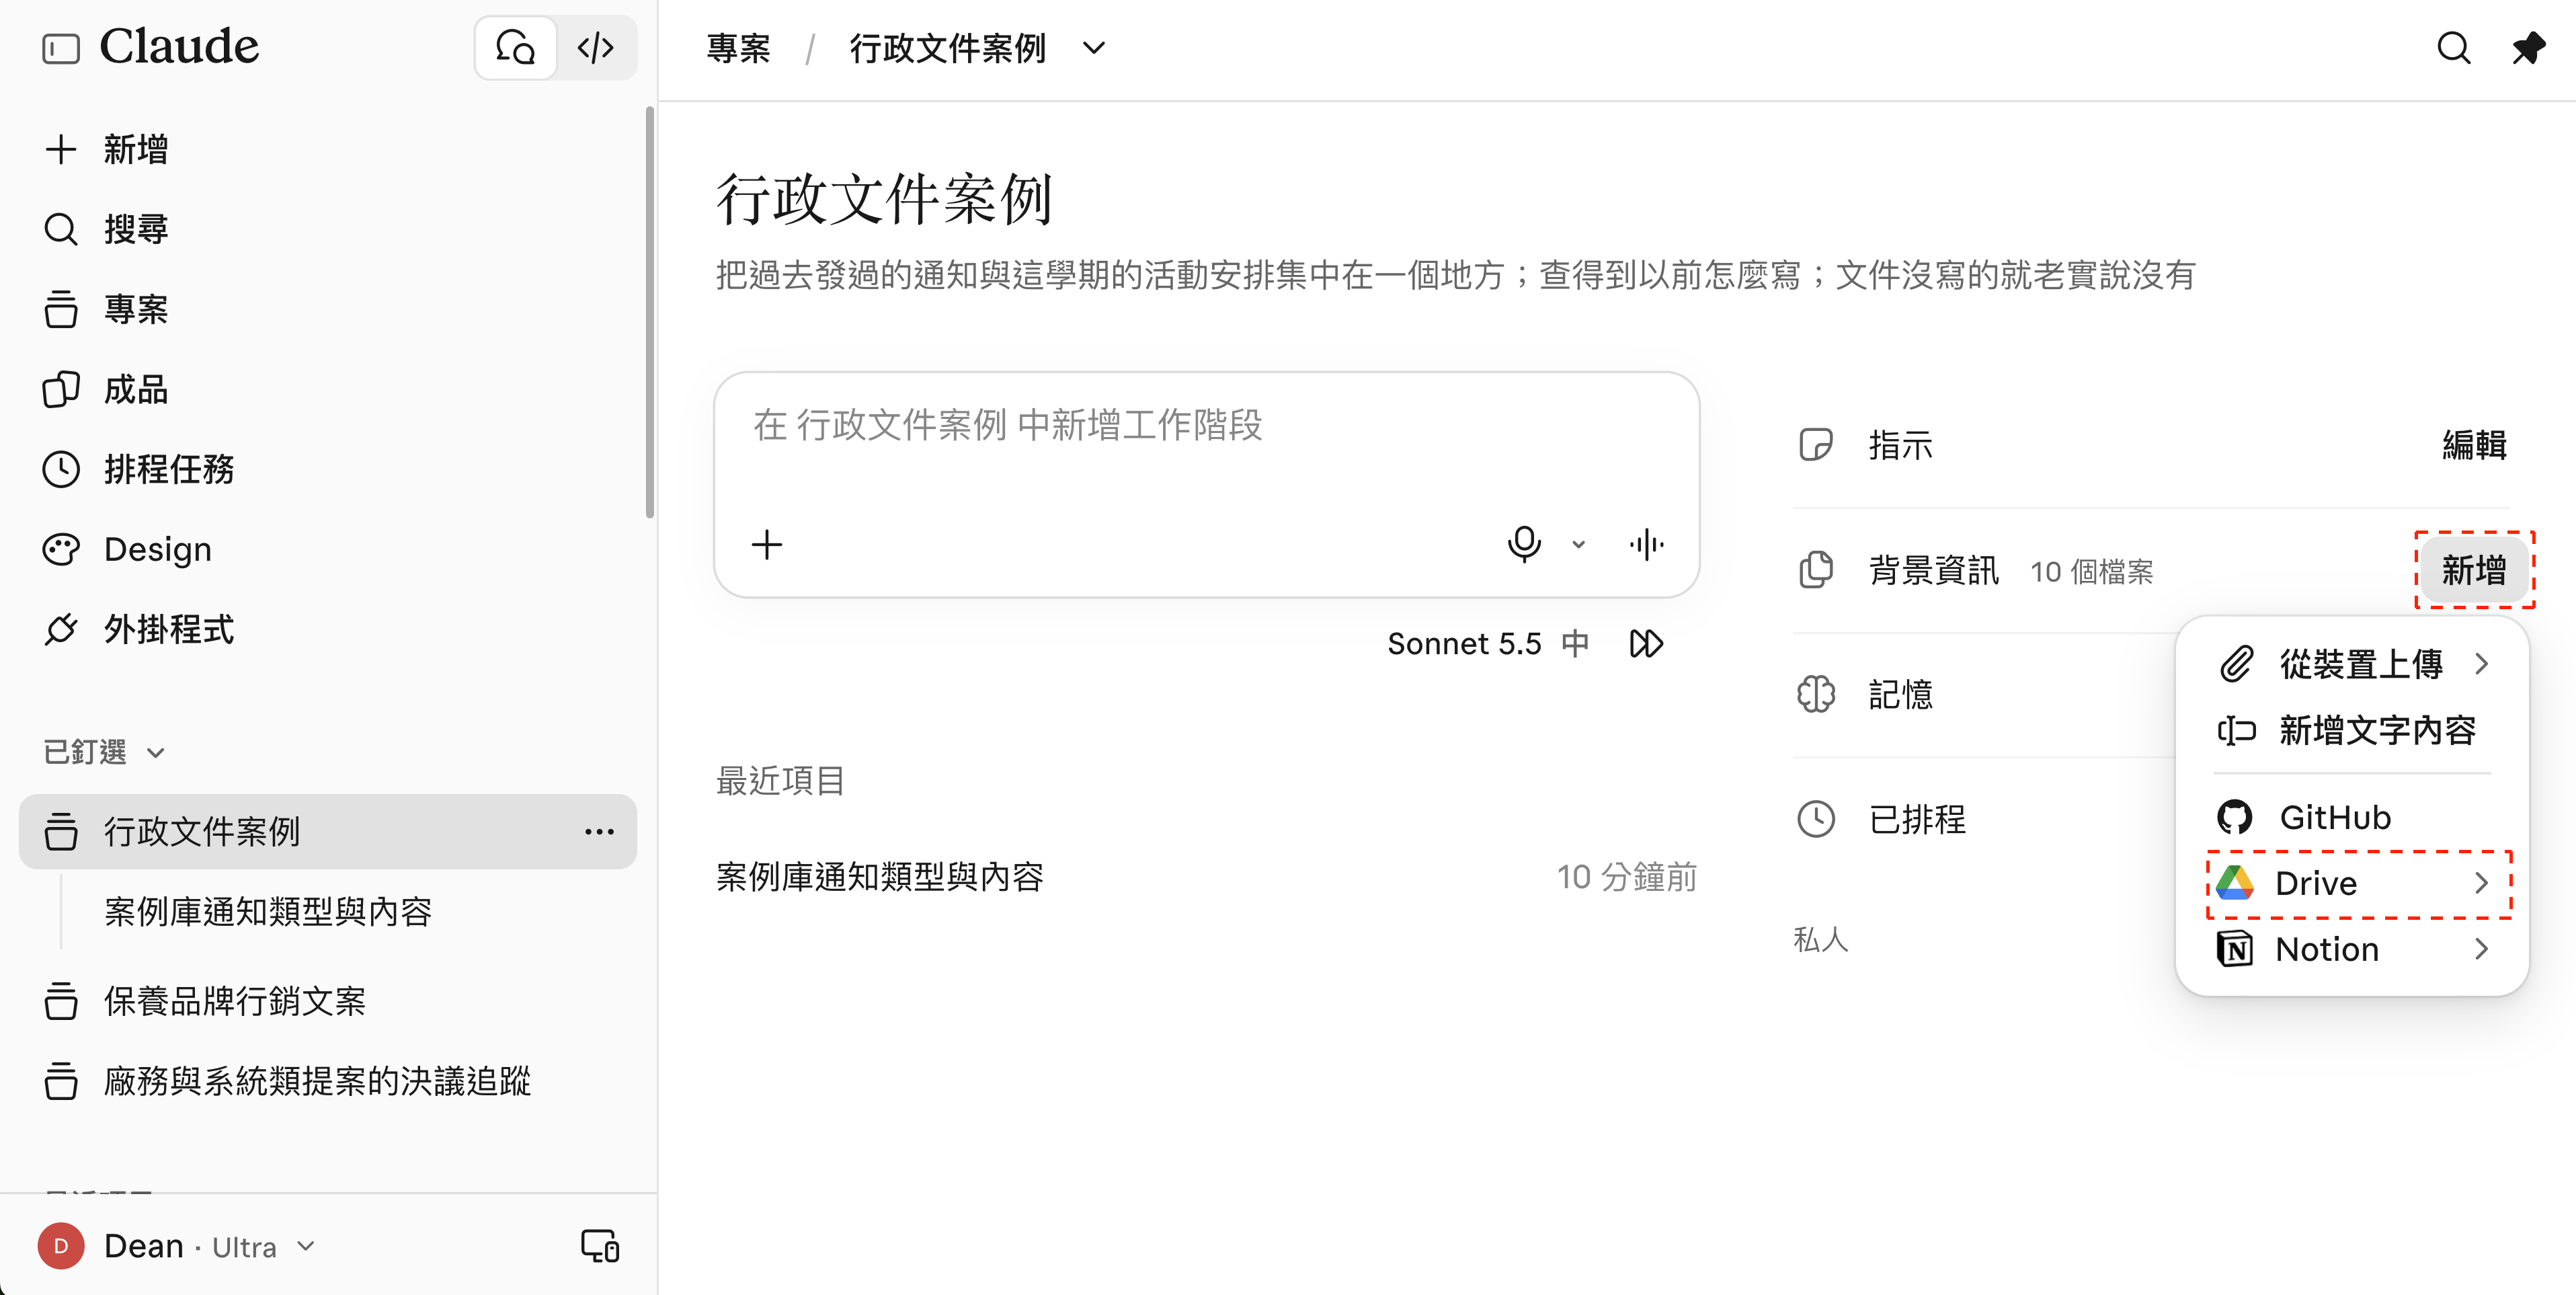 Claude
新增
搜尋
專案
成品
排程任務
Design
外掛程式
已釘選
行政文件案例
案例庫通知類型與內容
保養品牌行銷文案
廠務與系統類提案的決議追蹤
D
Dean · Ultra
專案 / 行政文件案例
行政文件案例
把過去發過的通知與這學期的活動安排集中在一個地方；查得到以前怎麼寫；文件沒寫的就老實說沒有
在 行政文件案例 中新增工作階段
Sonnet 5.5 中
最近項目
案例庫通知類型與內容 10 分鐘前
指示 編輯
背景資訊 10 個檔案 新增
記憶
已排程
私人
從裝置上傳
新增文字內容
GitHub
Drive
Notion